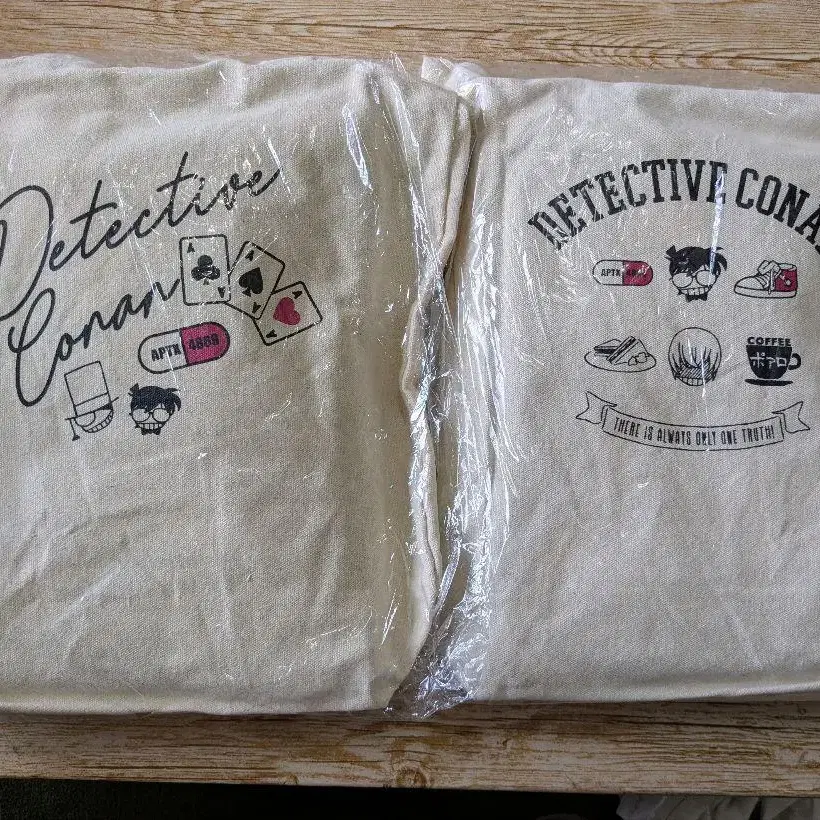 Detective
Conan
A
A
A
A
A
A
APTX 4869
DETECTIVE CONA
APTX 4869
COFFEE
ポアロ
THERE IS ALWAYS ONLY ONE TRUTH!